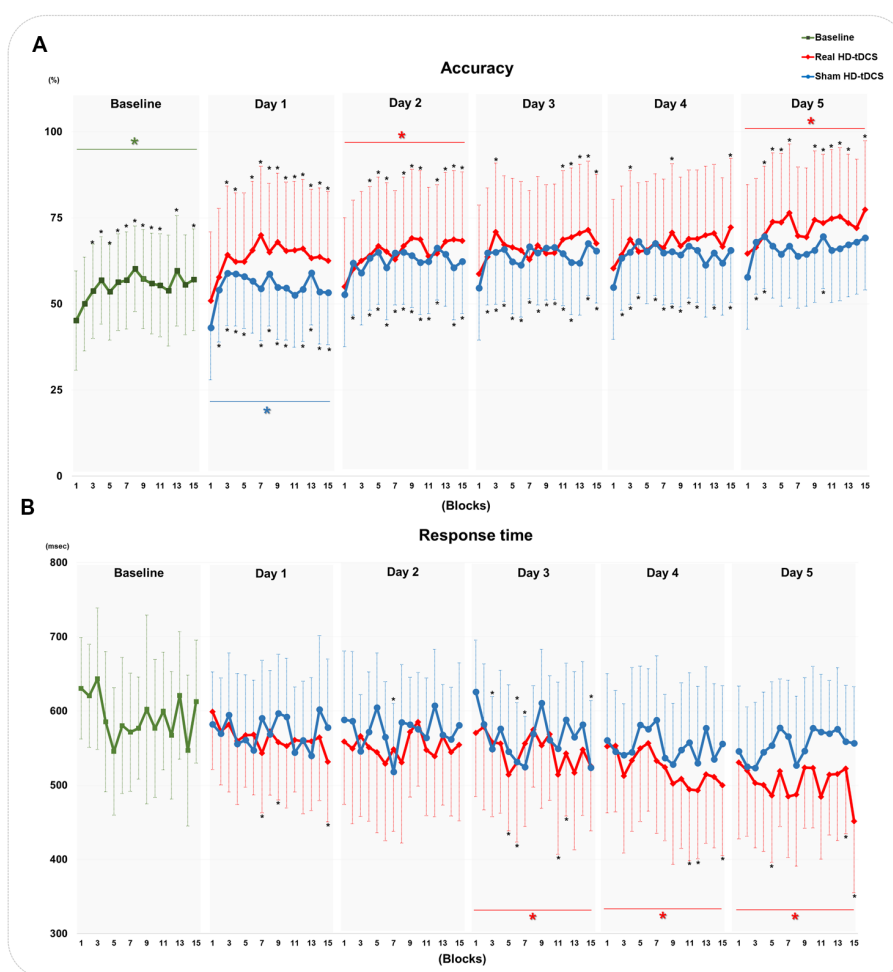 A
Baseline
Real HD-tDCS
Sham HD-tDCS
Accuracy
(%)
Baseline Day 1 Day 2 Day 3 Day 4 Day 5
100
75
50
25
0
1 3 5 7 9 11 13 15 1 3 5 7 9 11 13 15 1 3 5 7 9 11 13 15 1 3 5 7 9 11 13 15 1 3 5 7 9 11 13 15 1 3 5 7 9 11 13 15
(Blocks)
B
Response time
(msec)
800
Baseline Day 1 Day 2 Day 3 Day 4 Day 5
700
600
500
400
300
1 3 5 7 9 11 13 15 1 3 5 7 9 11 13 15 1 3 5 7 9 11 13 15 1 3 5 7 9 11 13 15 1 3 5 7 9 11 13 15 1 3 5 7 9 11 13 15
(Blocks)